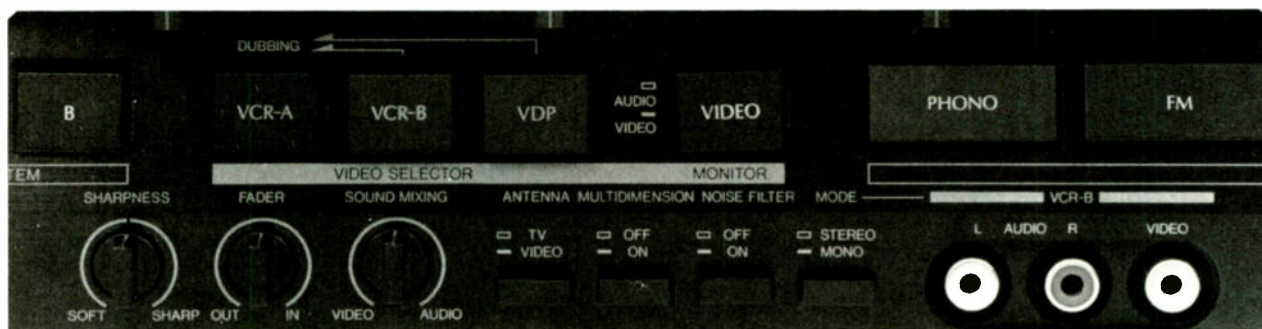 DUBBING
B
VCR-A
VCR-B
VDP
AUDIO
VIDEO
VIDEO
PHONO
FM
TEM
VIDEO SELECTOR
MONITOR
SHARPNESS
FADER
SOUND MIXING
ANTENNA
MULTIDIMENSION
NOISE FILTER
MODE
VCR-B
L AUDIO R
VIDEO
TV
VIDEO
OFF
ON
OFF
ON
STEREO
MONO
SOFT
SHARP
OUT
IN
VIDEO
AUDIO